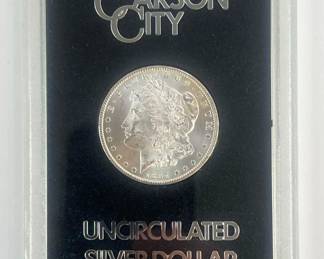 CARSON
CITY
UNCIRCULATED
SILVER DOLLAR